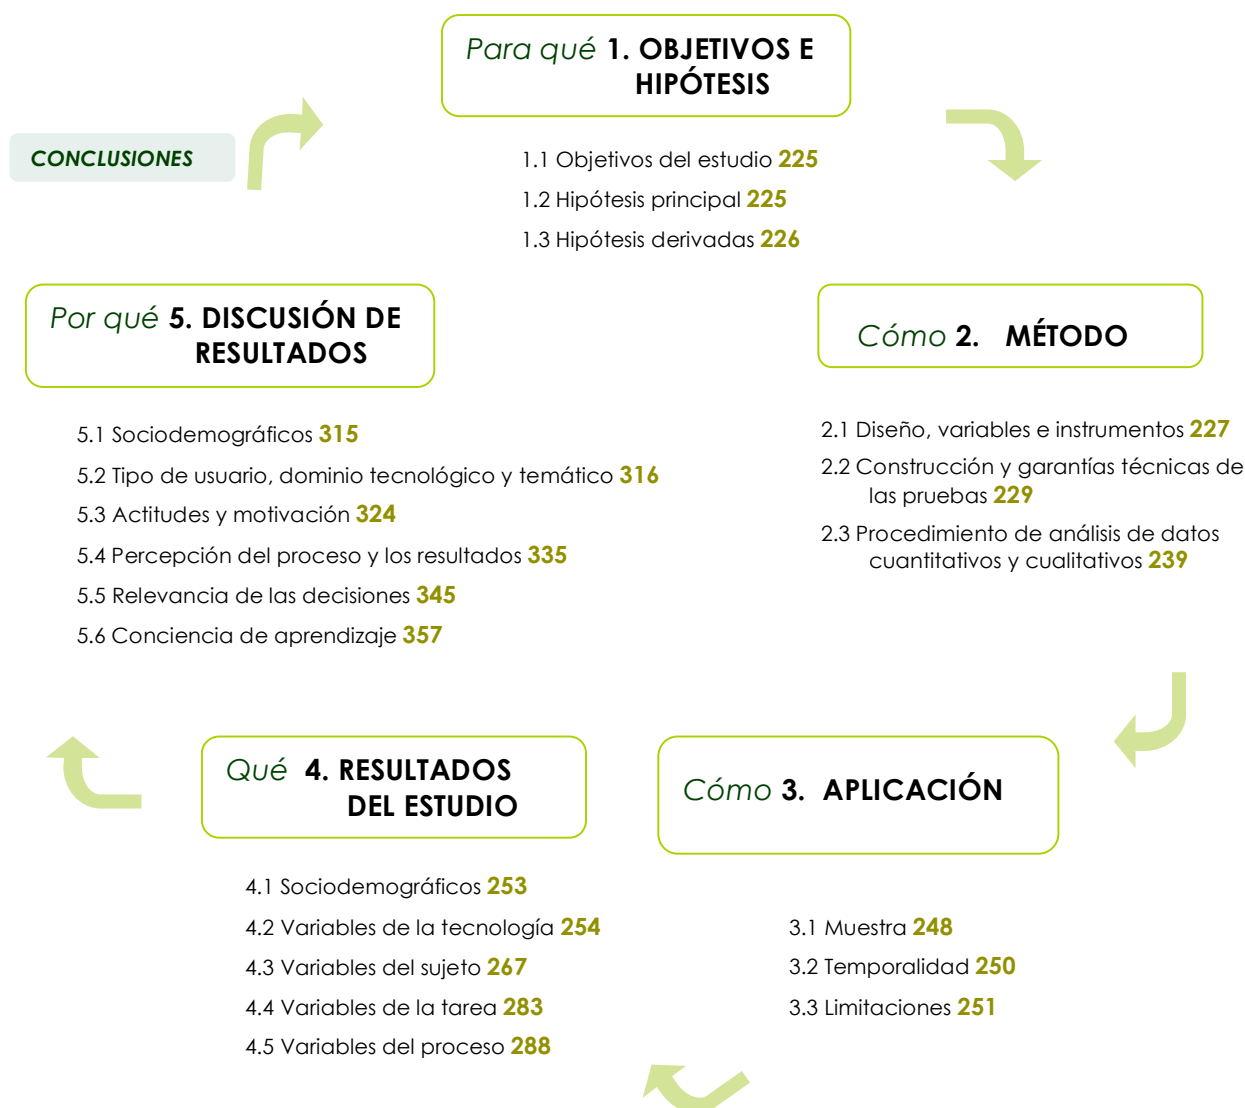 Para qué 1. OBJETIVOS E
HIPÓTESIS
1.1 Objetivos del estudio 225
1.2 Hipótesis principal 225
1.3 Hipótesis derivadas 226
CONCLUSIONES
Cómo 2. MÉTODO
2.1 Diseño, variables e instrumentos 227
2.2 Construcción y garantías técnicas de
las pruebas 229
2.3 Procedimiento de análisis de datos
cuantitativos y cualitativos 239
Cómo 3. APLICACIÓN
3.1 Muestra 248
3.2 Temporalidad 250
3.3 Limitaciones 251
Qué 4. RESULTADOS
DEL ESTUDIO
4.1 Sociodemográficos 253
4.2 Variables de la tecnología 254
4.3 Variables del sujeto 267
4.4 Variables de la tarea 283
4.5 Variables del proceso 288
Por qué 5. DISCUSIÓN DE
RESULTADOS
5.1 Sociodemográficos 315
5.2 Tipo de usuario, dominio tecnológico y temático 316
5.3 Actitudes y motivación 324
5.4 Percepción del proceso y los resultados 335
5.5 Relevancia de las decisiones 345
5.6 Conciencia de aprendizaje 357